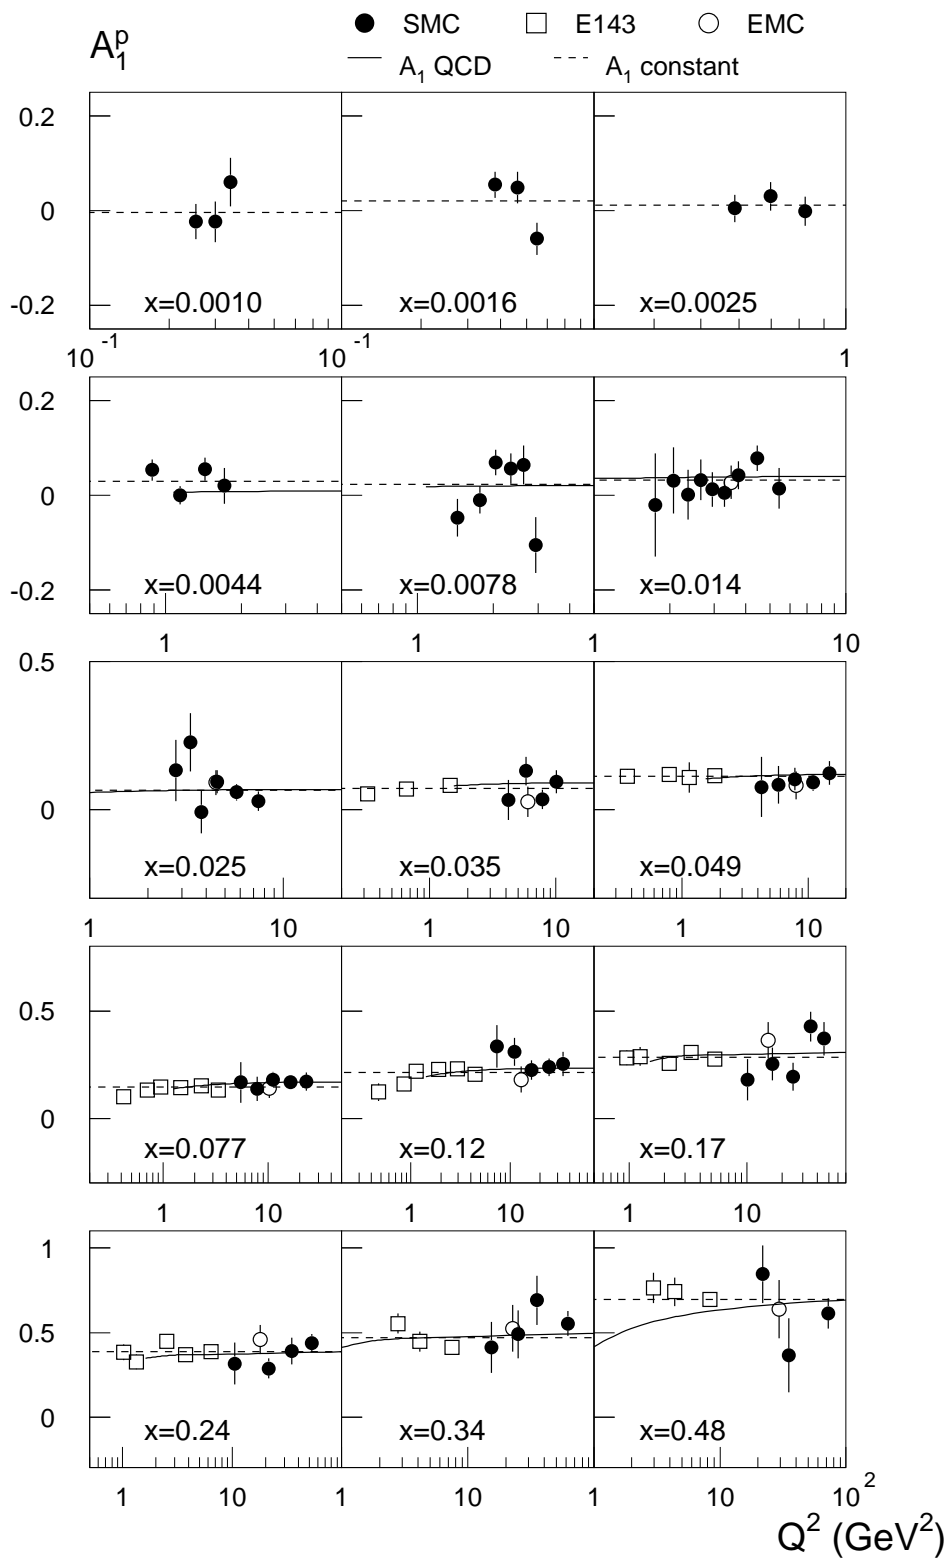 SMC E143 EMC
A₁ᵖ
A₁ QCD A₁ constant
0.2
0
-0.2
x=0.0010 x=0.0016 x=0.0025
10⁻¹ 10⁻¹ 1
0.2
0
-0.2
x=0.0044 x=0.0078 x=0.014
1 1 1 10
0.5
0
x=0.025 x=0.035 x=0.049
1 10 1 10 1 10
0.5
0
x=0.077 x=0.12 x=0.17
1 10 1 10 1 10
1
0.5
0
x=0.24 x=0.34 x=0.48
1 10 1 10 1 10 10²
Q² (GeV²)